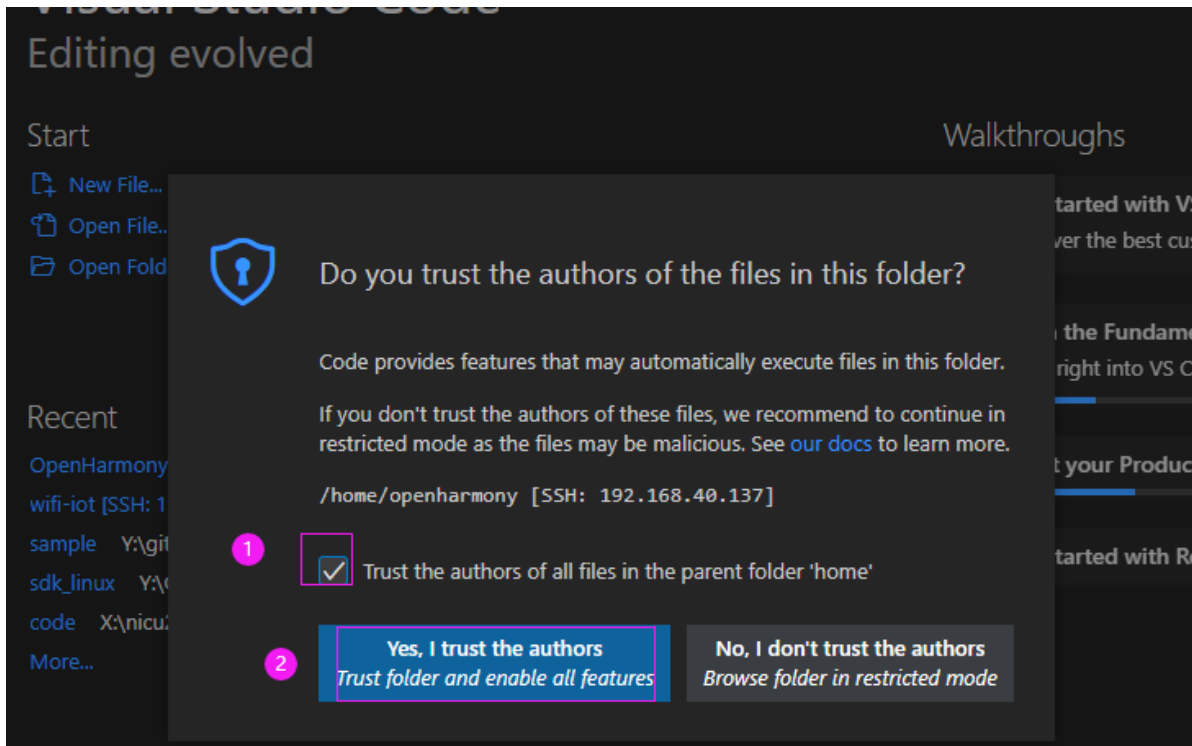 Visual Studio Code
Editing evolved
Start
New File...
Open File..
Open Fold
Recent
OpenHarmony
wifi-iot [SSH: 1
sample Y:\git
sdk_linux Y:\
code X:\nicu
More...
Walkthroughs
tarted with VS
ver the best cus
the Fundame
right into VS C
t your Produc
tarted with Re
Do you trust the authors of the files in this folder?
Code provides features that may automatically execute files in this folder.
If you don't trust the authors of these files, we recommend to continue in
restricted mode as the files may be malicious. See our docs to learn more.
/home/openharmony [SSH: 192.168.40.137]
1
Trust the authors of all files in the parent folder 'home'
2
Yes, I trust the authors
Trust folder and enable all features
No, I don't trust the authors
Browse folder in restricted mode